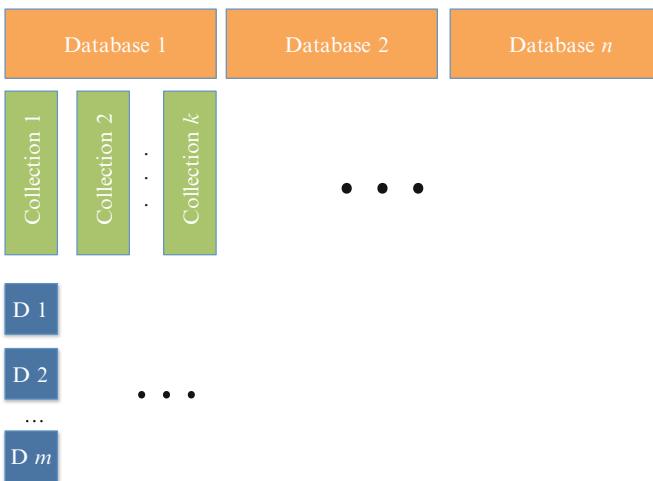 Database 1
Database 2
Database n
Collection 1
Collection 2
. . .
Collection k
• • •
D 1
D 2
...
D m
• • •